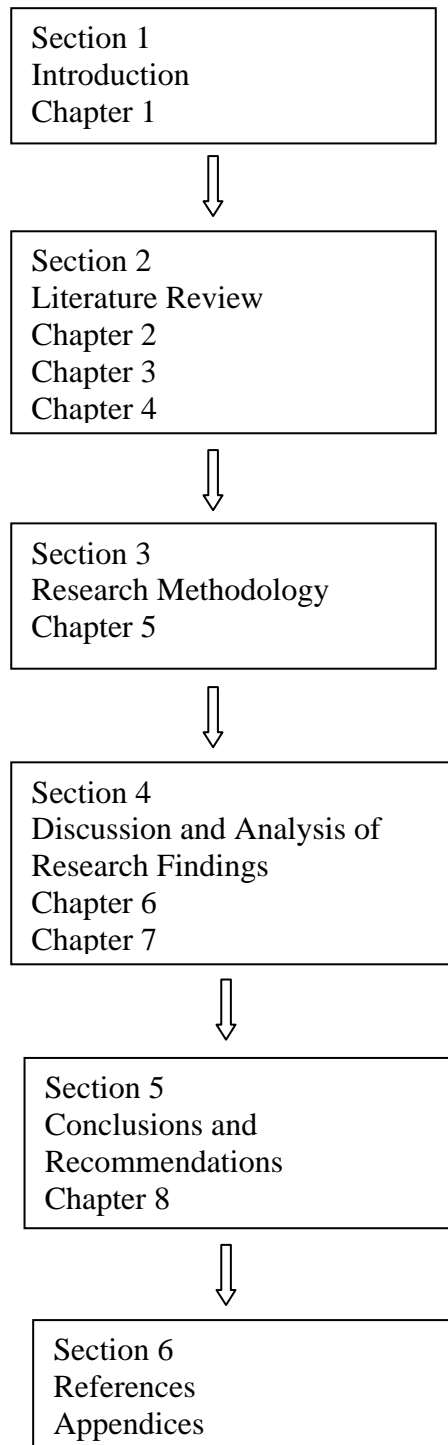 Section 1
Introduction
Chapter 1
Section 2
Literature Review
Chapter 2
Chapter 3
Chapter 4
Section 3
Research Methodology
Chapter 5
Section 4
Discussion and Analysis of
Research Findings
Chapter 6
Chapter 7
Section 5
Conclusions and
Recommendations
Chapter 8
Section 6
References
Appendices